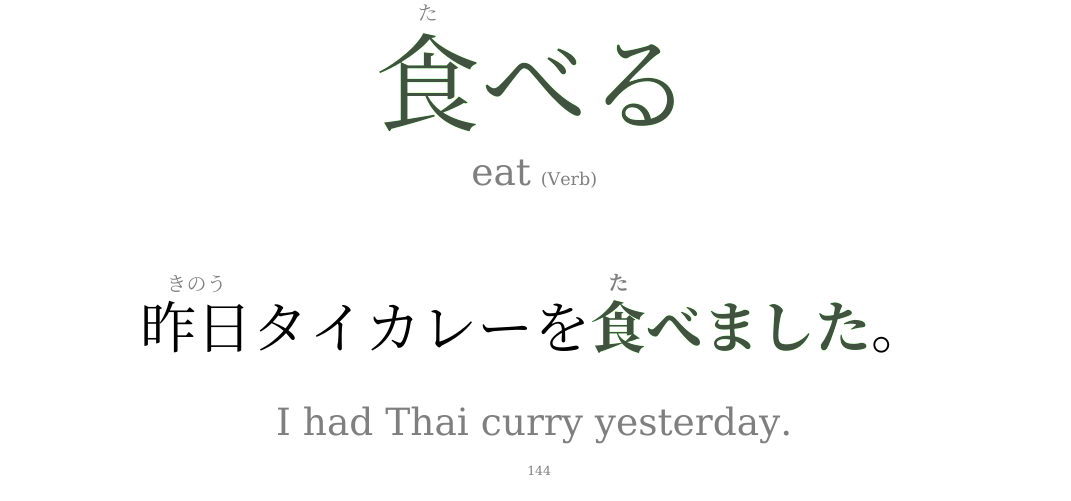 た
食べる
eat (Verb)
きのう た
昨日タイカレーを食べました。
I had Thai curry yesterday.
144